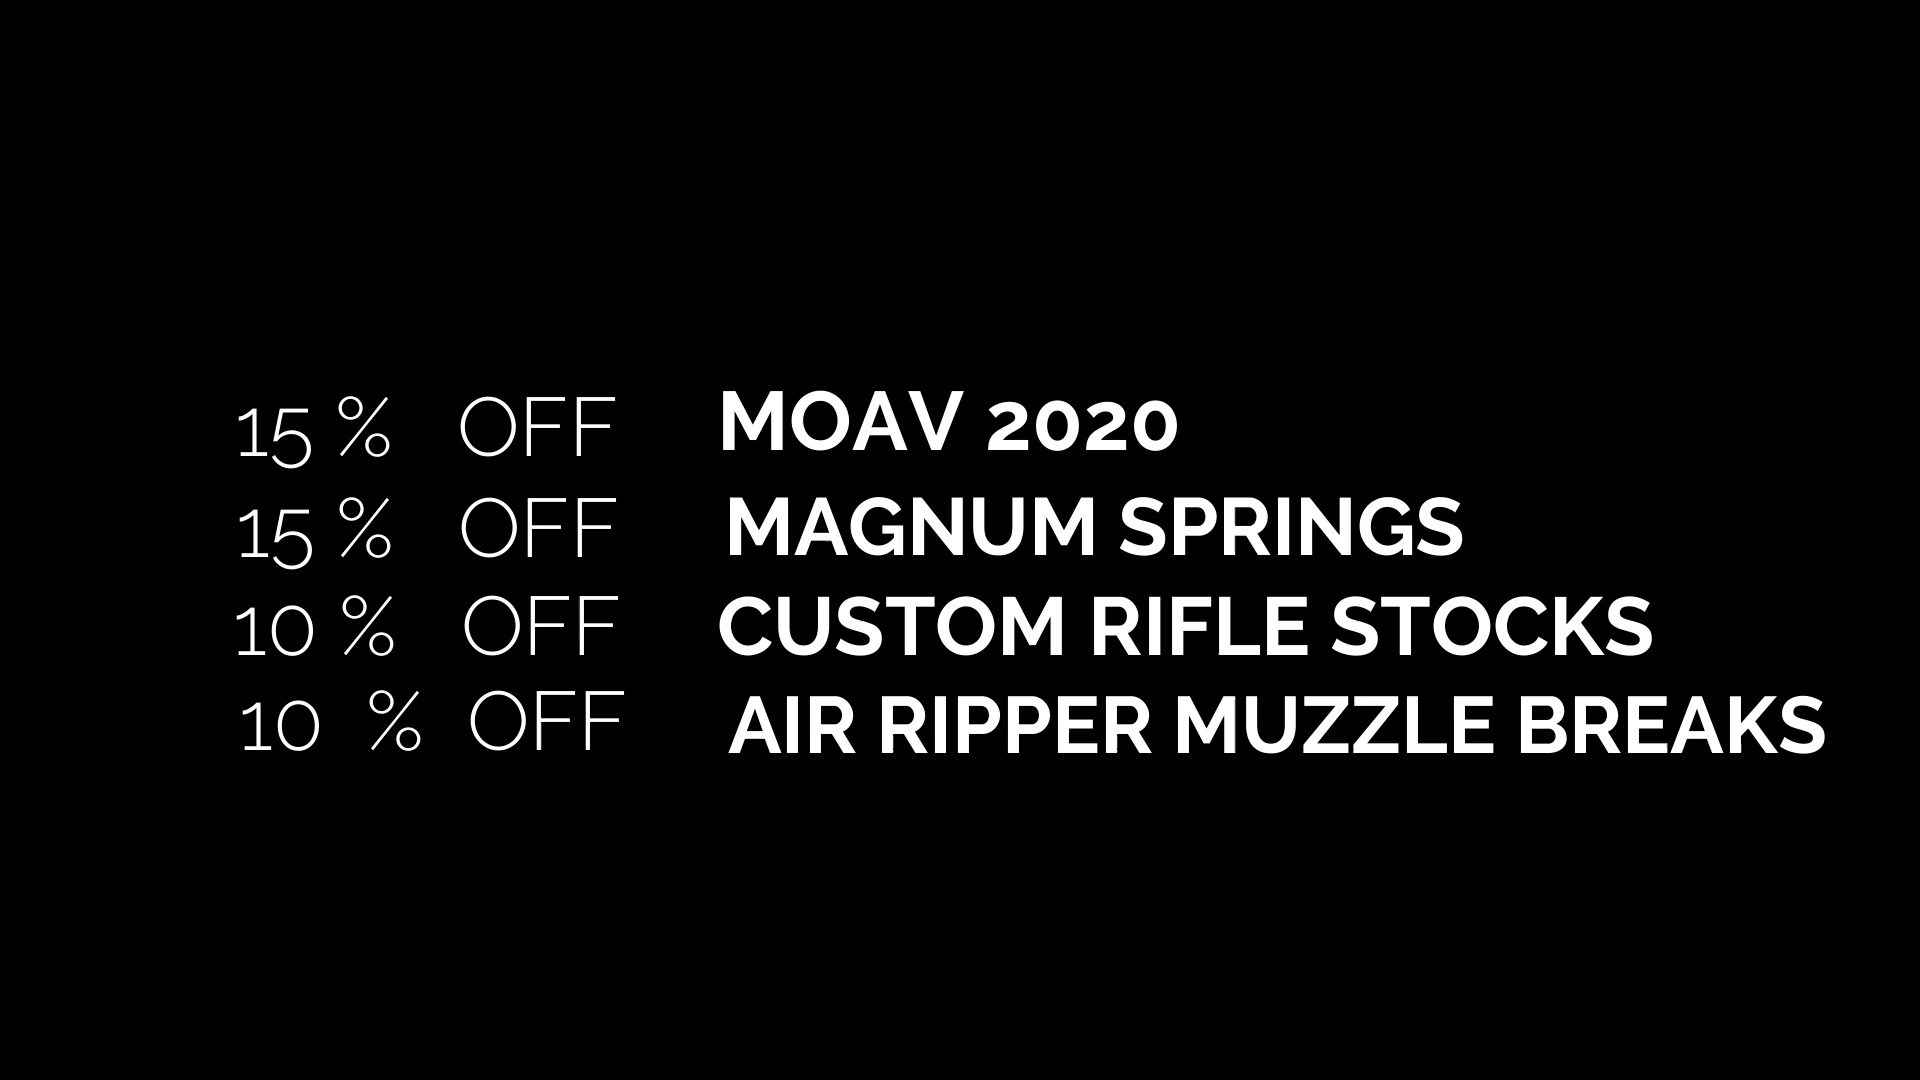 15 % OFF MOAV 2020
15 % OFF MAGNUM SPRINGS
10 % OFF CUSTOM RIFLE STOCKS
10 % OFF AIR RIPPER MUZZLE BREAKS